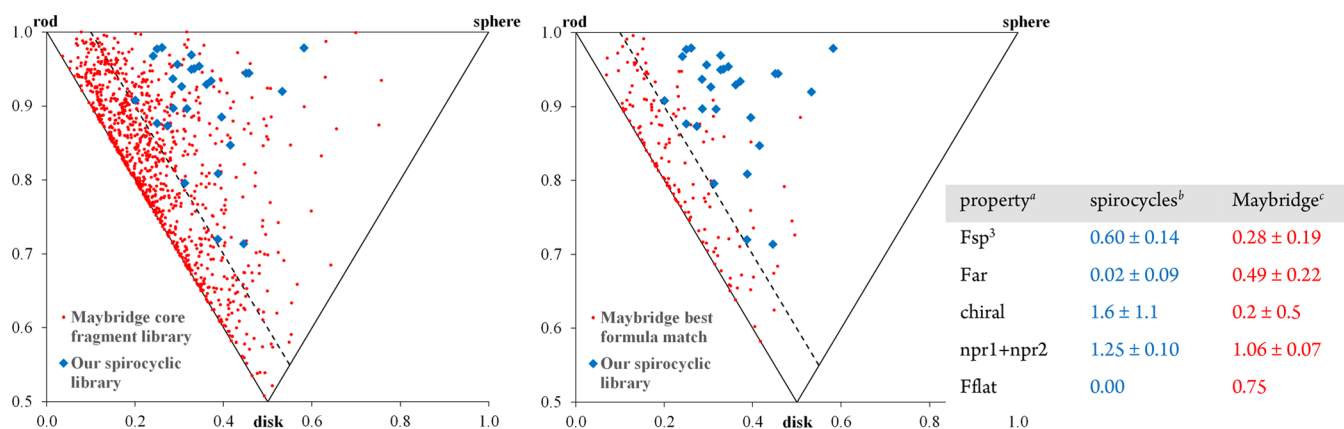 rod
sphere
1.0
0.9
0.8
0.7
0.6
0.5
Maybridge core
fragment library
Our spirocyclic
library
disk
0.0
0.2
0.4
0.6
0.8
1.0
rod
sphere
1.0
0.9
0.8
0.7
0.6
0.5
Maybridge best
formula match
Our spirocyclic
library
disk
0.0
0.2
0.4
0.6
0.8
1.0
propertyᵃ spirocyclesᵇ Maybridgeᶜ
Fsp³ 0.60 ± 0.14 0.28 ± 0.19
Far 0.02 ± 0.09 0.49 ± 0.22
chiral 1.6 ± 1.1 0.2 ± 0.5
npr1+npr2 1.25 ± 0.10 1.06 ± 0.07
Fflat 0.00 0.75